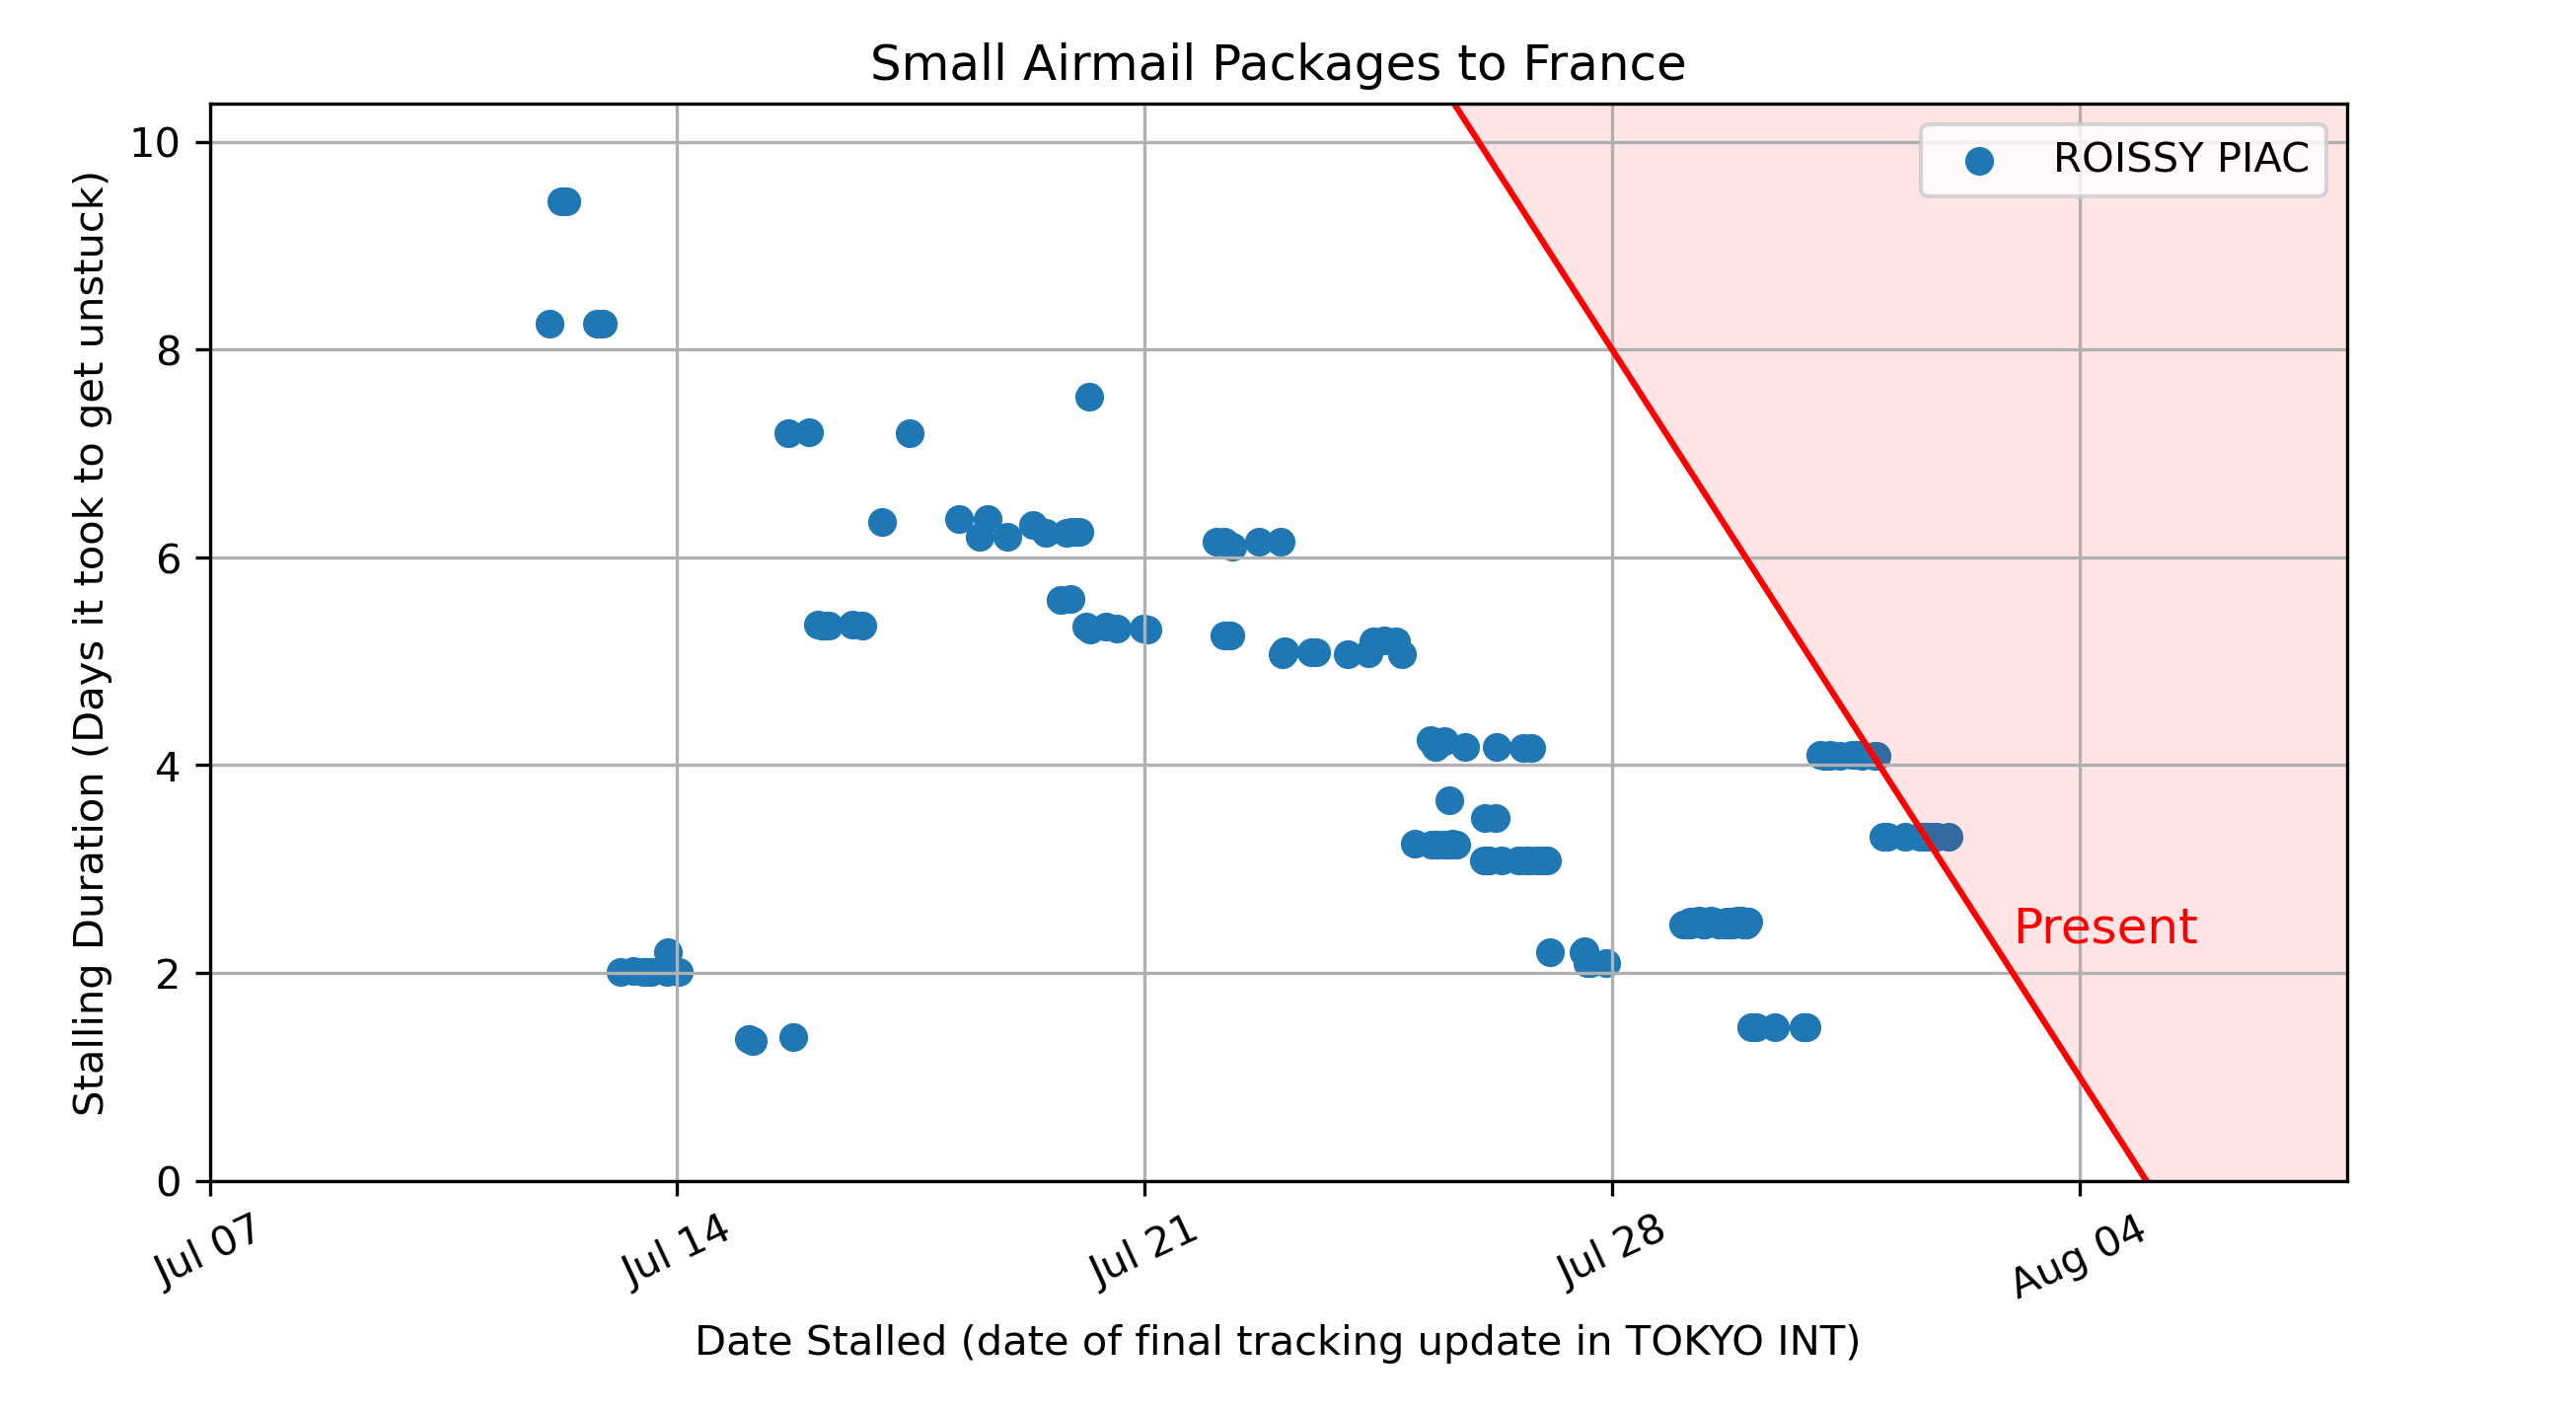 Small Airmail Packages to France
ROISSY PIAC
Stalling Duration (Days it took to get unstuck)
10
8
6
4
2
0
Present
Jul 07
Jul 14
Jul 21
Jul 28
Aug 04
Date Stalled (date of final tracking update in TOKYO INT)